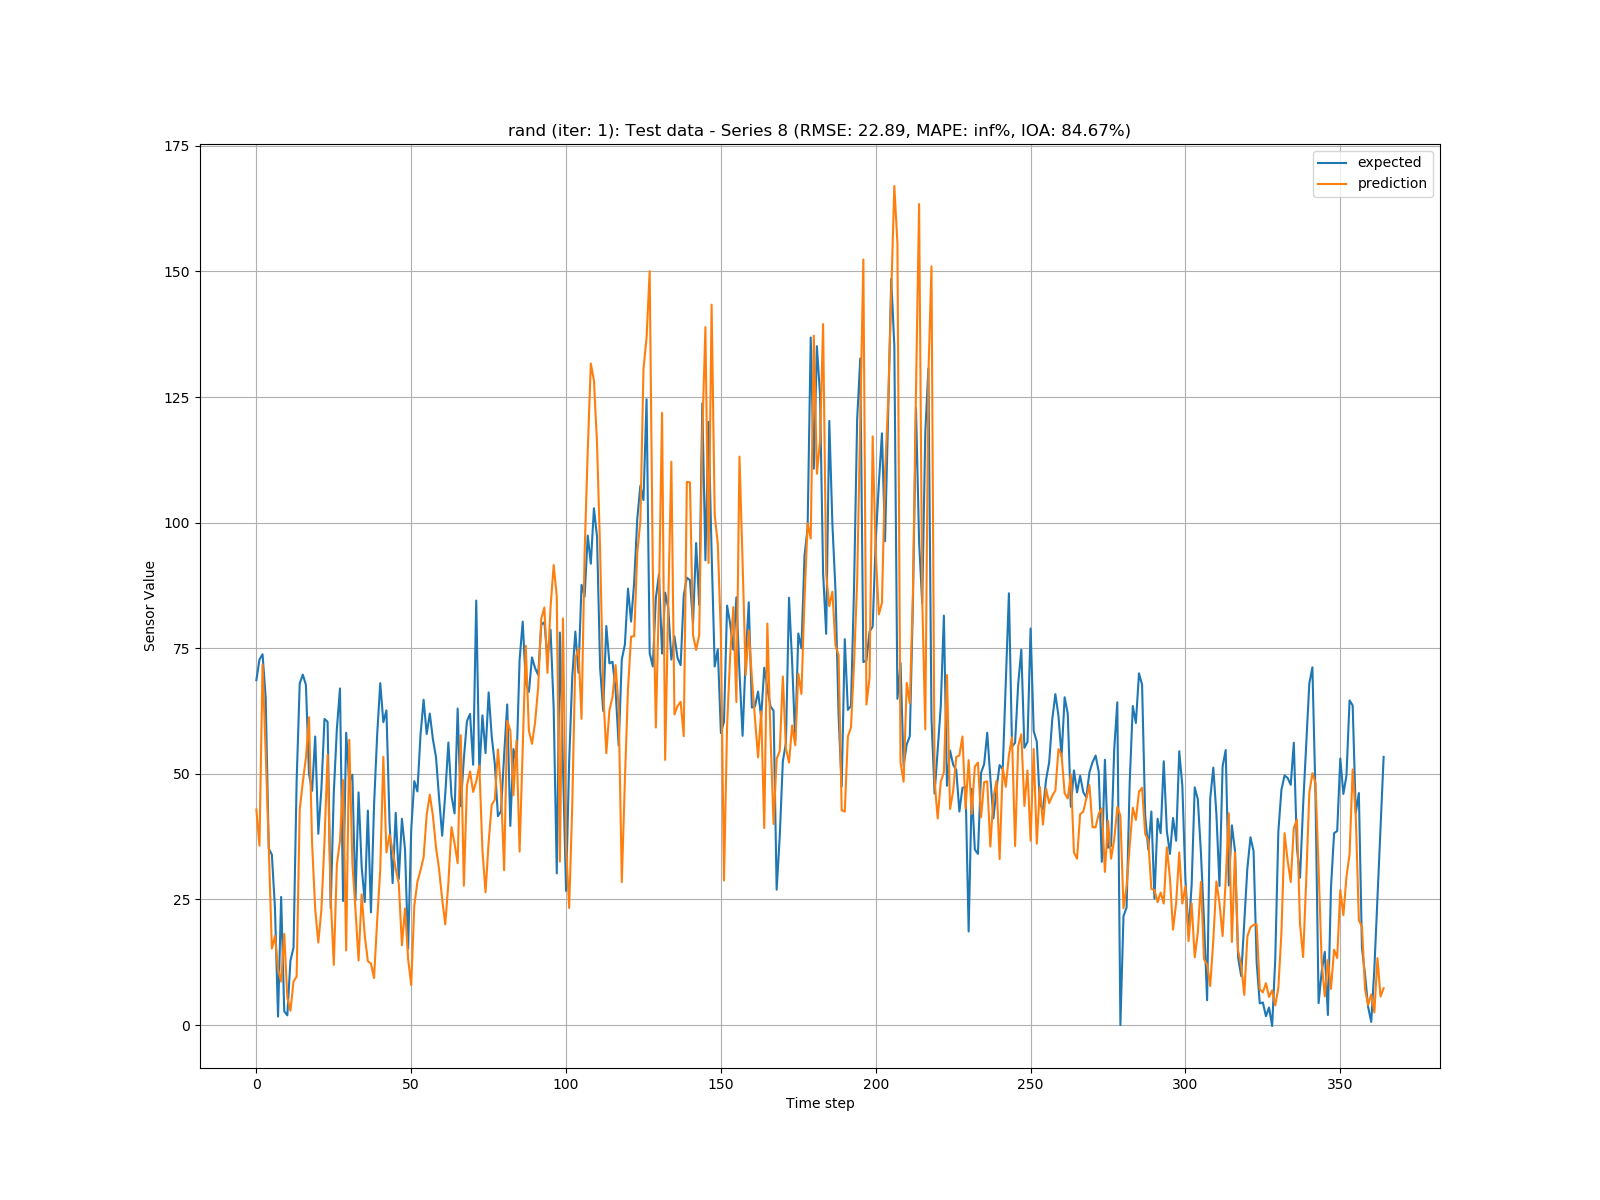 rand (iter: 1): Test data - Series 8 (RMSE: 22.89, MAPE: inf%, IOA: 84.67%)
175
150
125
100
75
50
25
0
Sensor Value
expected
prediction
0 50 100 150 200 250 300 350
Time step